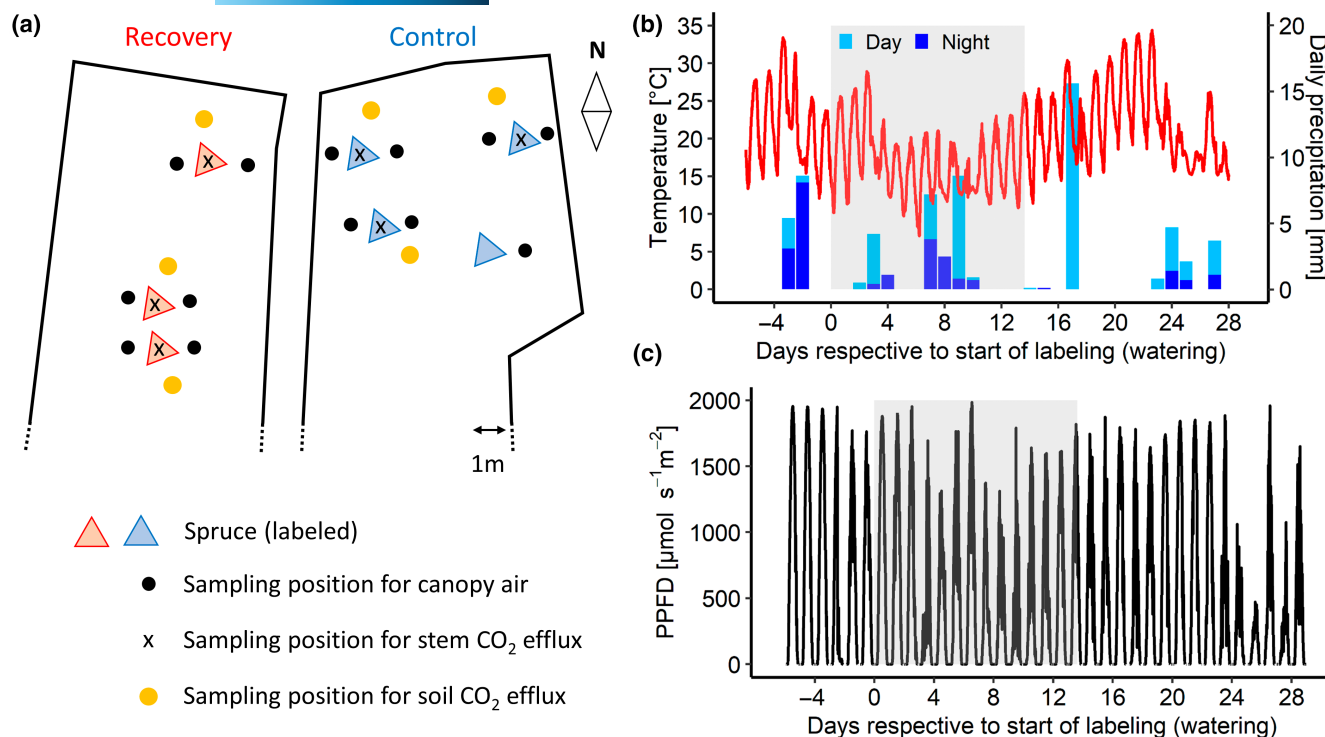 (a)
Recovery
Control
N
1m
Spruce (labeled)
Sampling position for canopy air
x Sampling position for stem CO₂ efflux
Sampling position for soil CO₂ efflux
x
x
x
x
x
x
(b)
Day
Night
Temperature [°C]
35
30
25
20
15
10
5
0
Daily precipitation [mm]
20
15
10
5
0
−4 0 4 8 12 16 20 24 28
Days respective to start of labeling (watering)
(c)
PPFD [µmol s⁻¹m⁻²]
2000
1500
1000
500
0
−4 0 4 8 12 16 20 24 28
Days respective to start of labeling (watering)